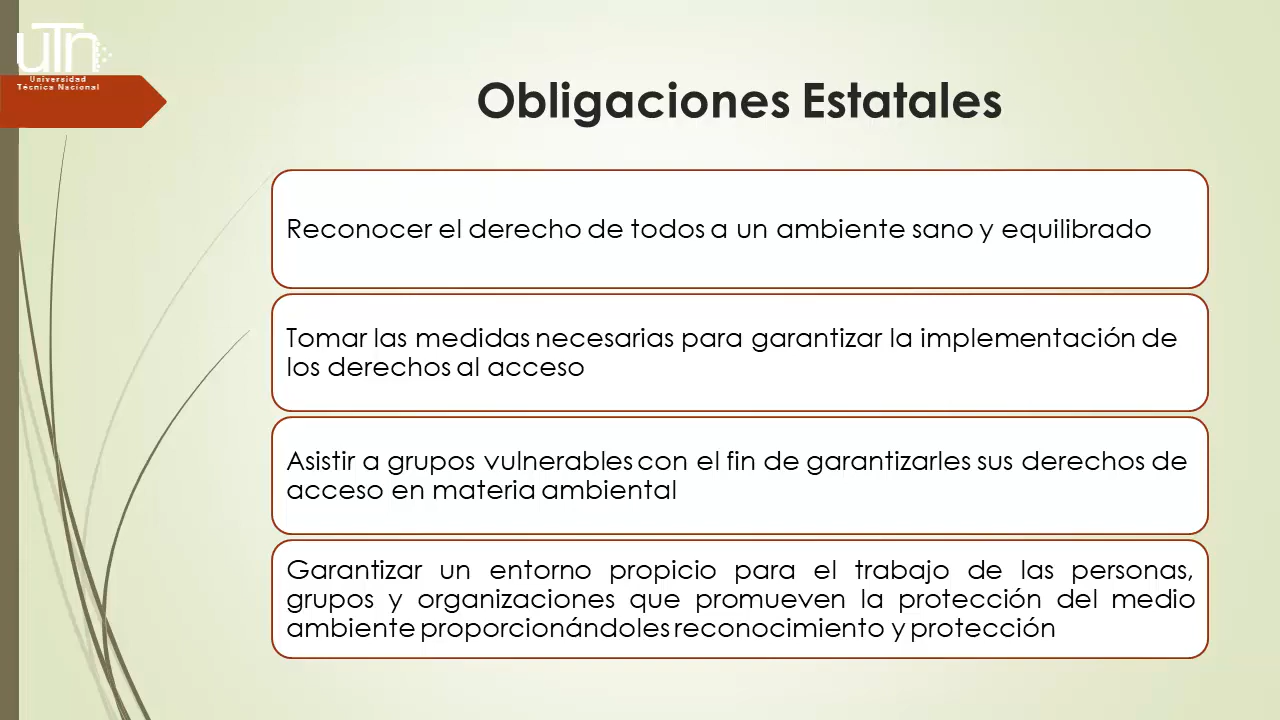 uTn
Universidad
Técnica Nacional
Obligaciones Estatales
Reconocer el derecho de todos a un ambiente sano y equilibrado
Tomar las medidas necesarias para garantizar la implementación de
los derechos al acceso
Asistir a grupos vulnerables con el fin de garantizarles sus derechos de
acceso en materia ambiental
Garantizar un entorno propicio para el trabajo de las personas,
grupos y organizaciones que promueven la protección del medio
ambiente proporcionándoles reconocimiento y protección